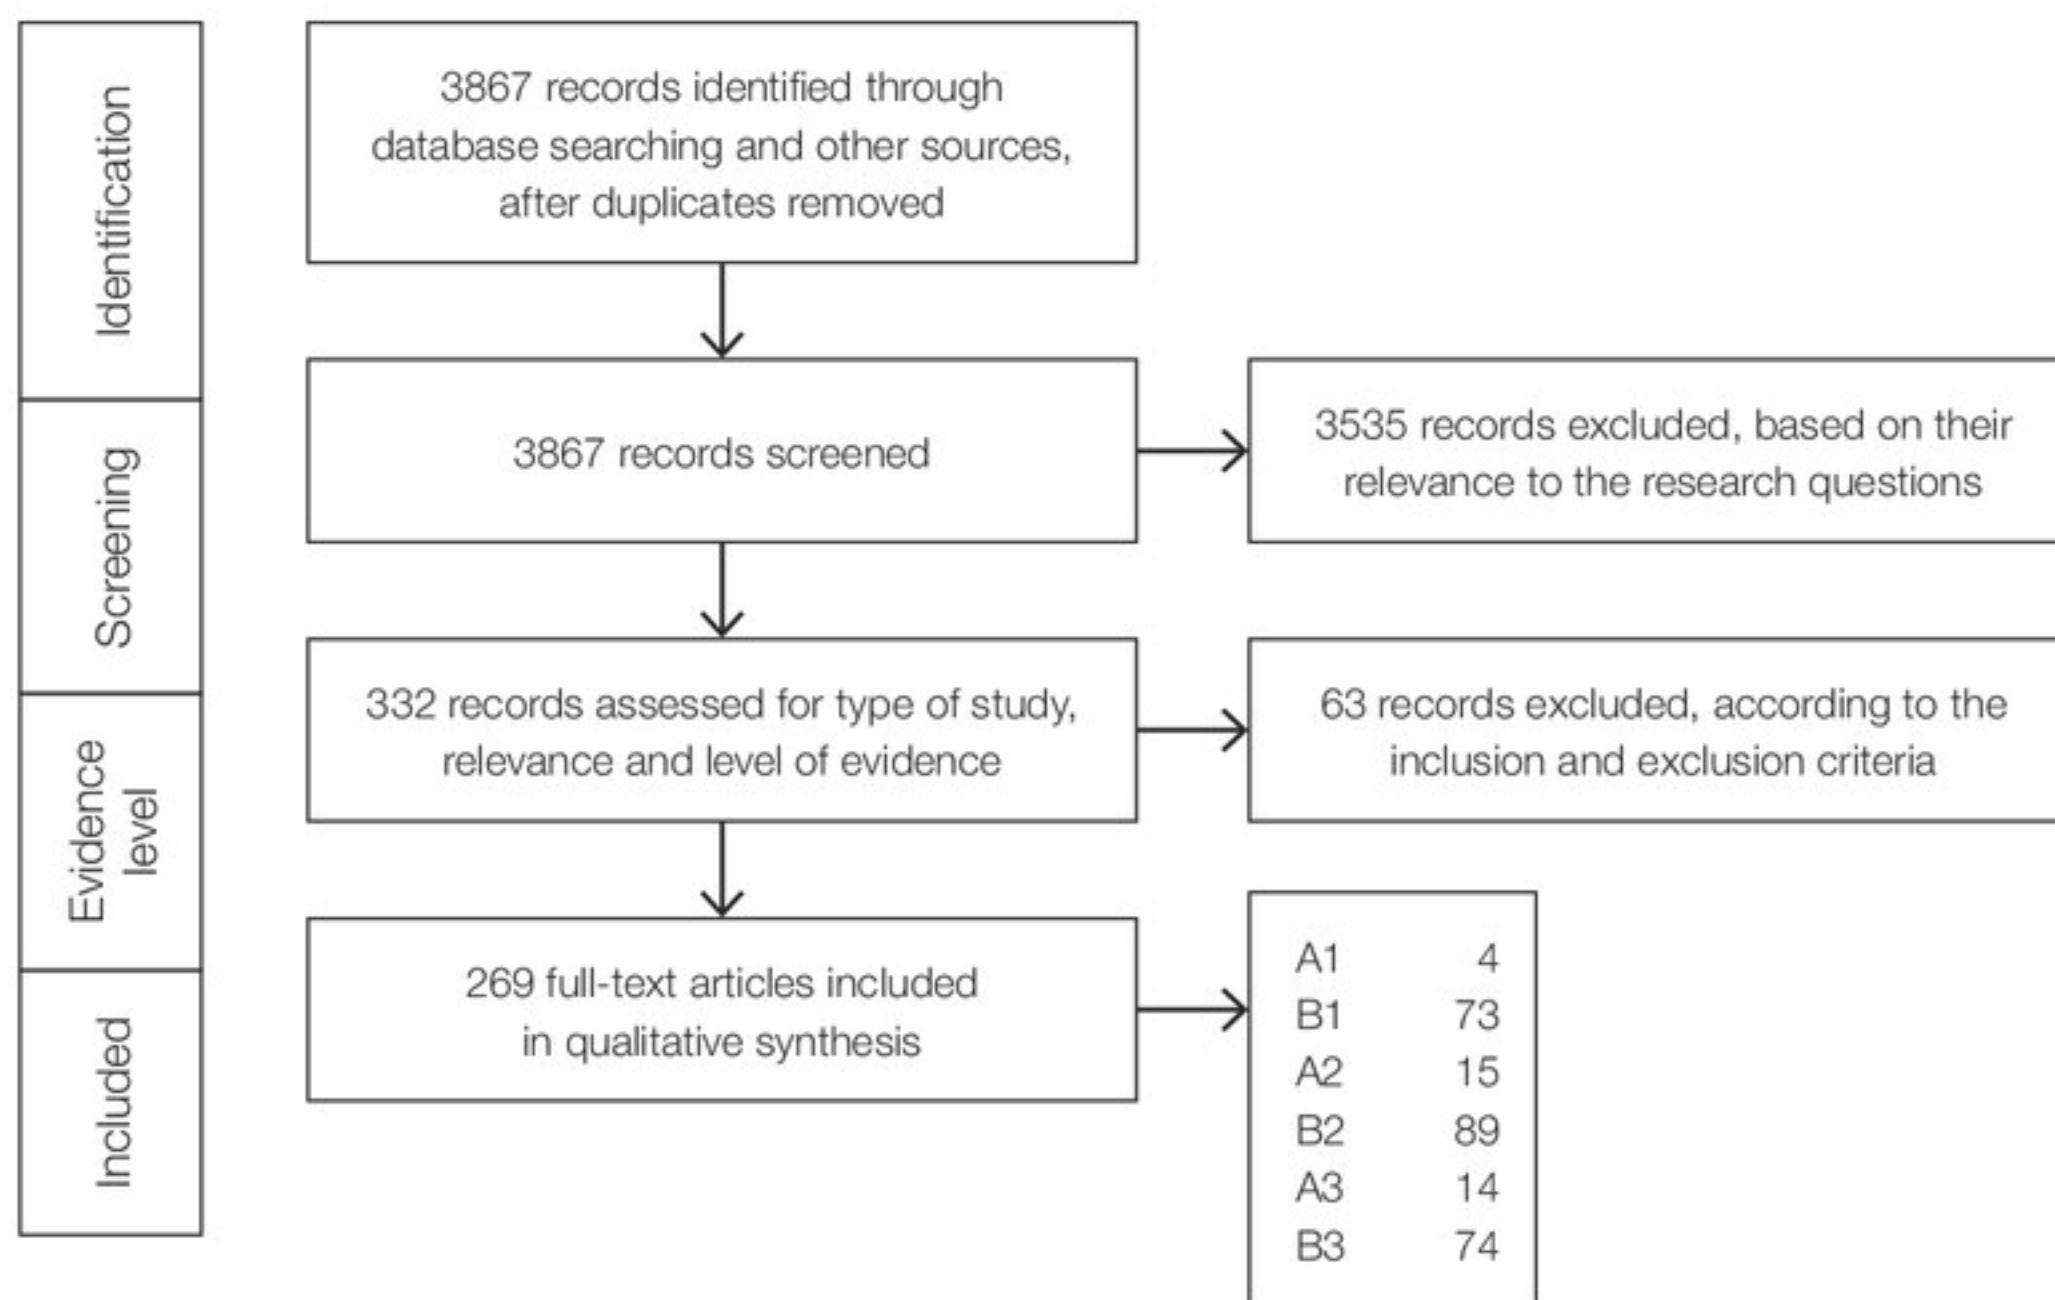 Identification
3867 records identified through
database searching and other sources,
after duplicates removed
Screening
3867 records screened
3535 records excluded, based on their
relevance to the research questions
Evidence
level
332 records assessed for type of study,
relevance and level of evidence
63 records excluded, according to the
inclusion and exclusion criteria
Included
269 full-text articles included
in qualitative synthesis
A1 4
B1 73
A2 15
B2 89
A3 14
B3 74